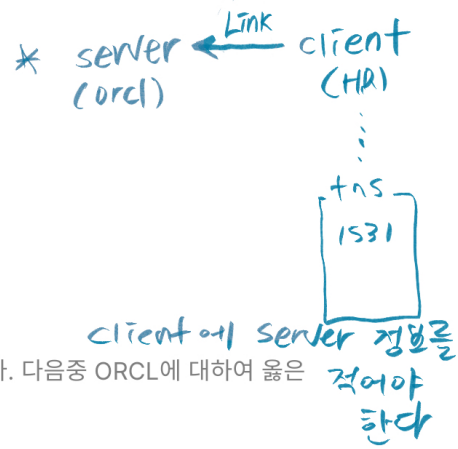 Link
* server client
(orcl) (HR)
tns
1531
client에 server 정보를
ㅏ. 다음중 ORCL에 대하여 옳은 적어야
한다